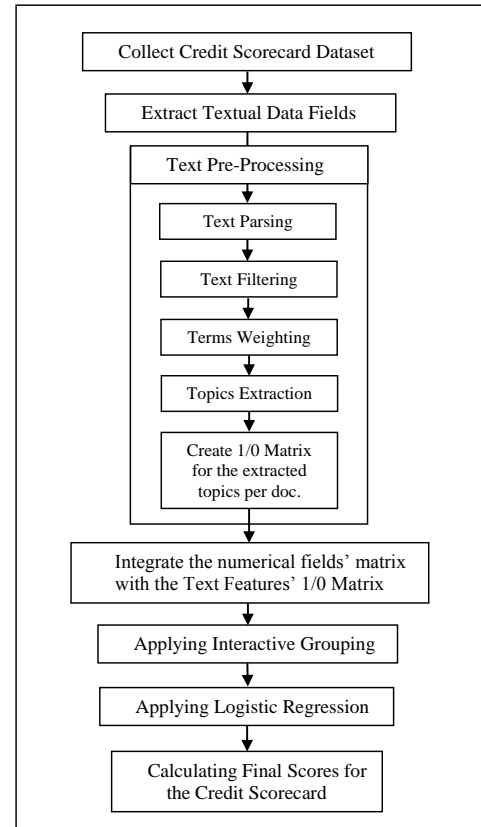 Collect Credit Scorecard Dataset
Extract Textual Data Fields
Text Pre-Processing
Text Parsing
Text Filtering
Terms Weighting
Topics Extraction
Create 1/0 Matrix
for the extracted
topics per doc.
Integrate the numerical fields’ matrix
with the Text Features’ 1/0 Matrix
Applying Interactive Grouping
Applying Logistic Regression
Calculating Final Scores for
the Credit Scorecard